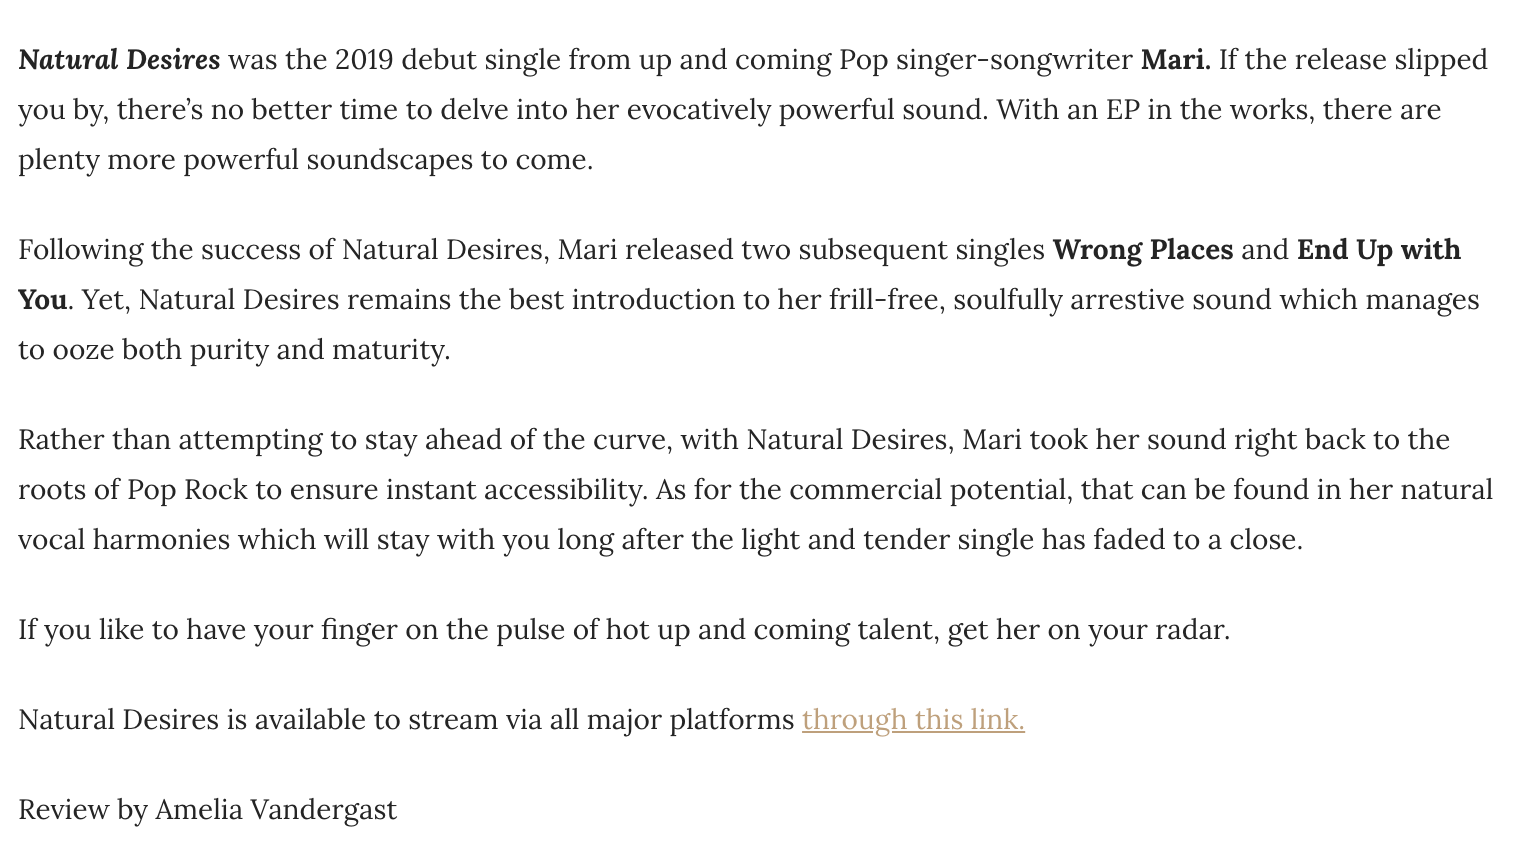 Natural Desires was the 2019 debut single from up and coming Pop singer-songwriter Mari. If the release slipped
you by, there’s no better time to delve into her evocatively powerful sound. With an EP in the works, there are
plenty more powerful soundscapes to come.
Following the success of Natural Desires, Mari released two subsequent singles Wrong Places and End Up with
You. Yet, Natural Desires remains the best introduction to her frill-free, soulfully arrestive sound which manages
to ooze both purity and maturity.
Rather than attempting to stay ahead of the curve, with Natural Desires, Mari took her sound right back to the
roots of Pop Rock to ensure instant accessibility. As for the commercial potential, that can be found in her natural
vocal harmonies which will stay with you long after the light and tender single has faded to a close.
If you like to have your finger on the pulse of hot up and coming talent, get her on your radar.
Natural Desires is available to stream via all major platforms through this link.
Review by Amelia Vandergast